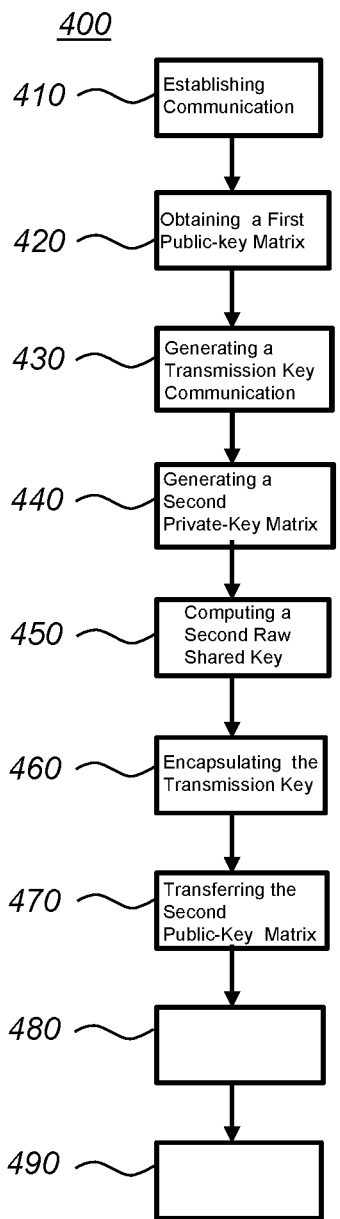 400
410
Establishing
Communication
420
Obtaining a First
Public-key Matrix
430
Generating a
Transmission Key
Communication
440
Generating a
Second
Private-Key Matrix
450
Computing a
Second Raw
Shared Key
460
Encapsulating the
Transmission Key
470
Transferring the
Second
Public-Key Matrix
480
490